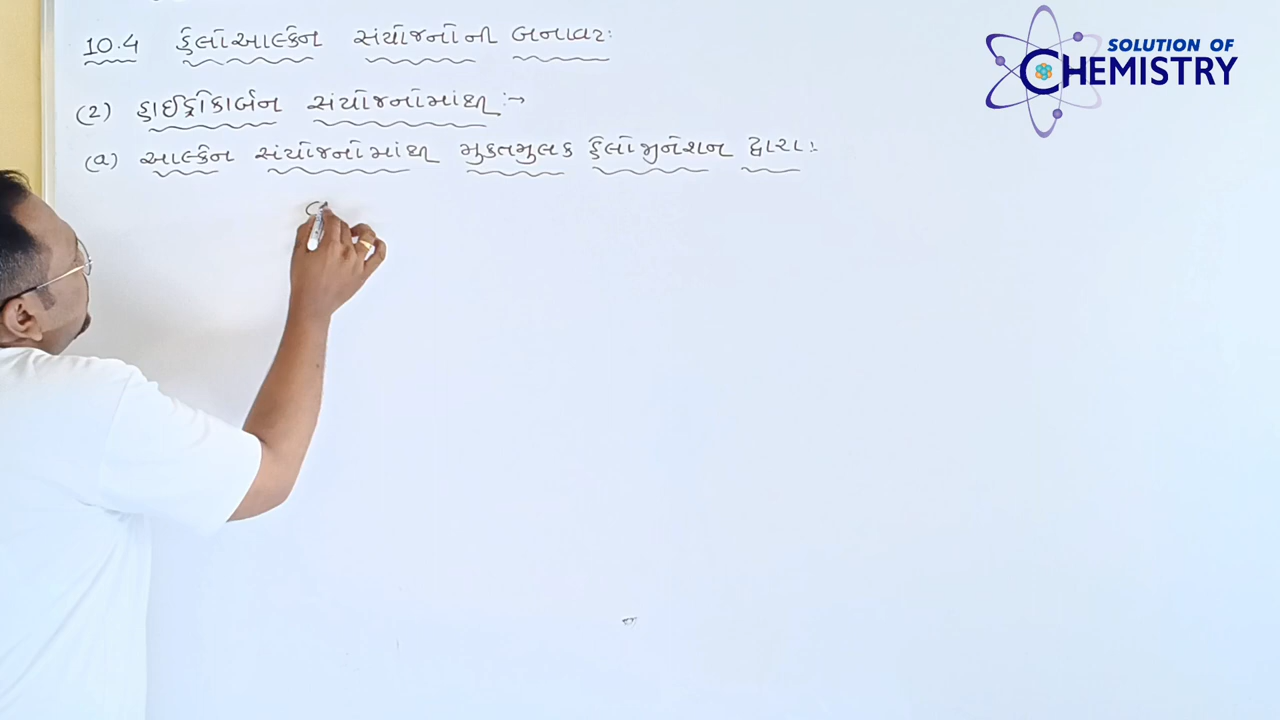 10.4 હેલોઆલ્કેન સંયોજનોની બનાવટઃ
(2) હાઈડ્રોકાર્બન સંયોજનોમાંથી :→
(a) આલ્કેન સંયોજનોમાંથી મુક્તમુલક હેલોજીનેશન દ્વારા :
SOLUTION OF
CHEMISTRY